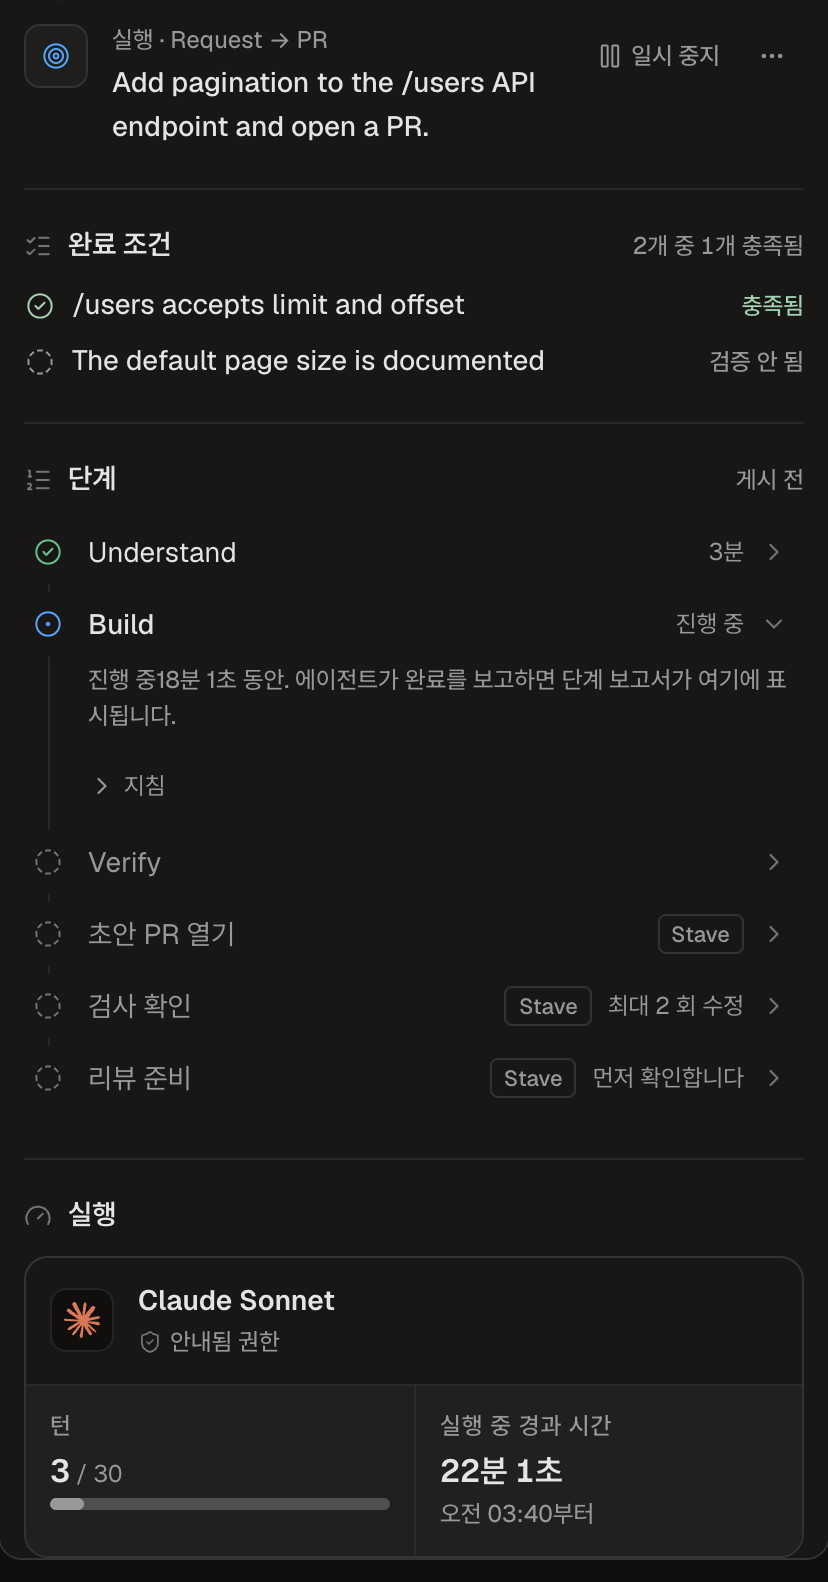 실행 · Request → PR
일시 중지
Add pagination to the /users API
endpoint and open a PR.
완료 조건
2개 중 1개 충족됨
/users accepts limit and offset
충족됨
The default page size is documented
검증 안 됨
단계
게시 전
Understand
3분
Build
진행 중
진행 중18분 1초 동안. 에이전트가 완료를 보고하면 단계 보고서가 여기에 표
시됩니다.
지침
Verify
초안 PR 열기
Stave
검사 확인
Stave
최대 2 회 수정
리뷰 준비
Stave
먼저 확인합니다
실행
Claude Sonnet
안내됨 권한
턴
3 / 30
실행 중 경과 시간
22분 1초
오전 03:40부터